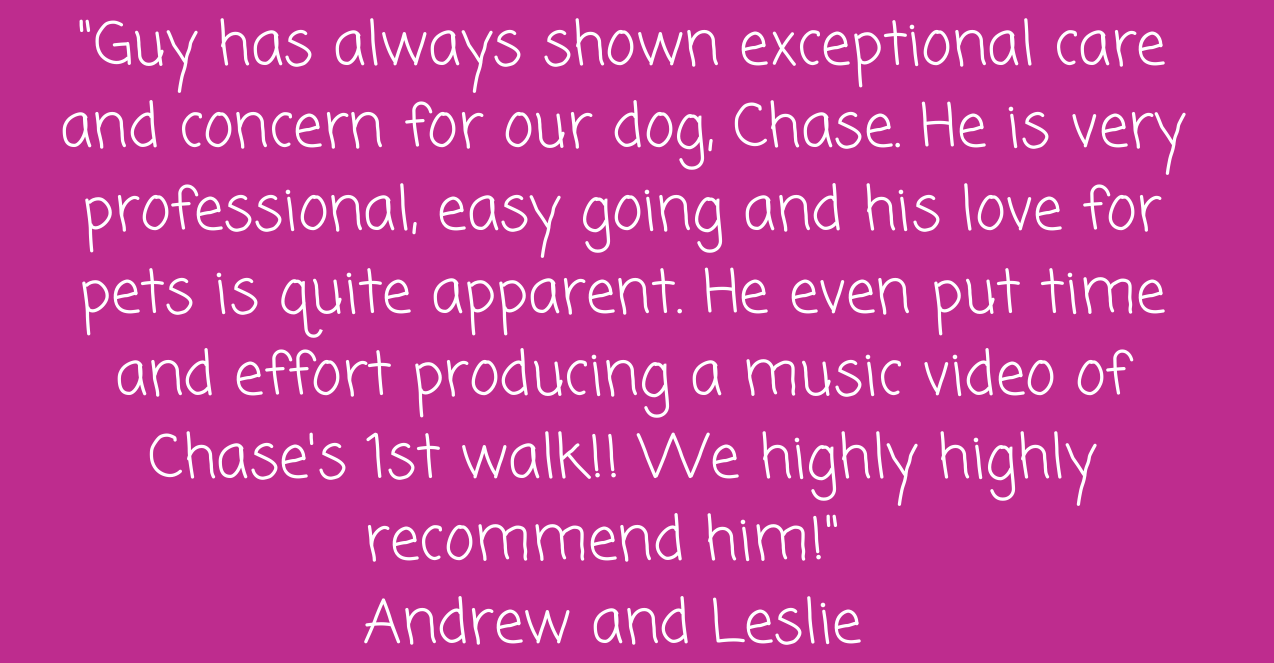 "Guy has always shown exceptional care
and concern for our dog, Chase. He is very
professional, easy going and his love for
pets is quite apparent. He even put time
and effort producing a music video of
Chase's 1st walk!! We highly highly
recommend him!"
Andrew and Leslie